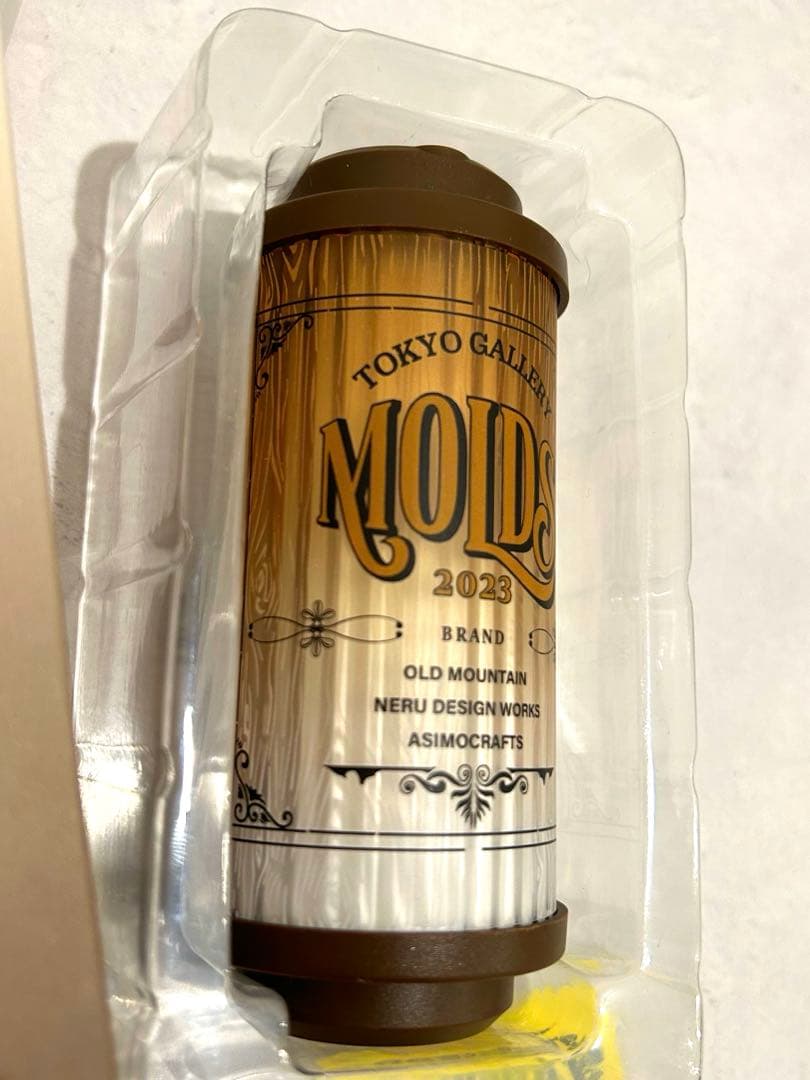 TOKYO GALLERY
MOLDS
2023
BRAND
OLD MOUNTAIN
NERU DESIGN WORKS
ASIMOCRAFTS